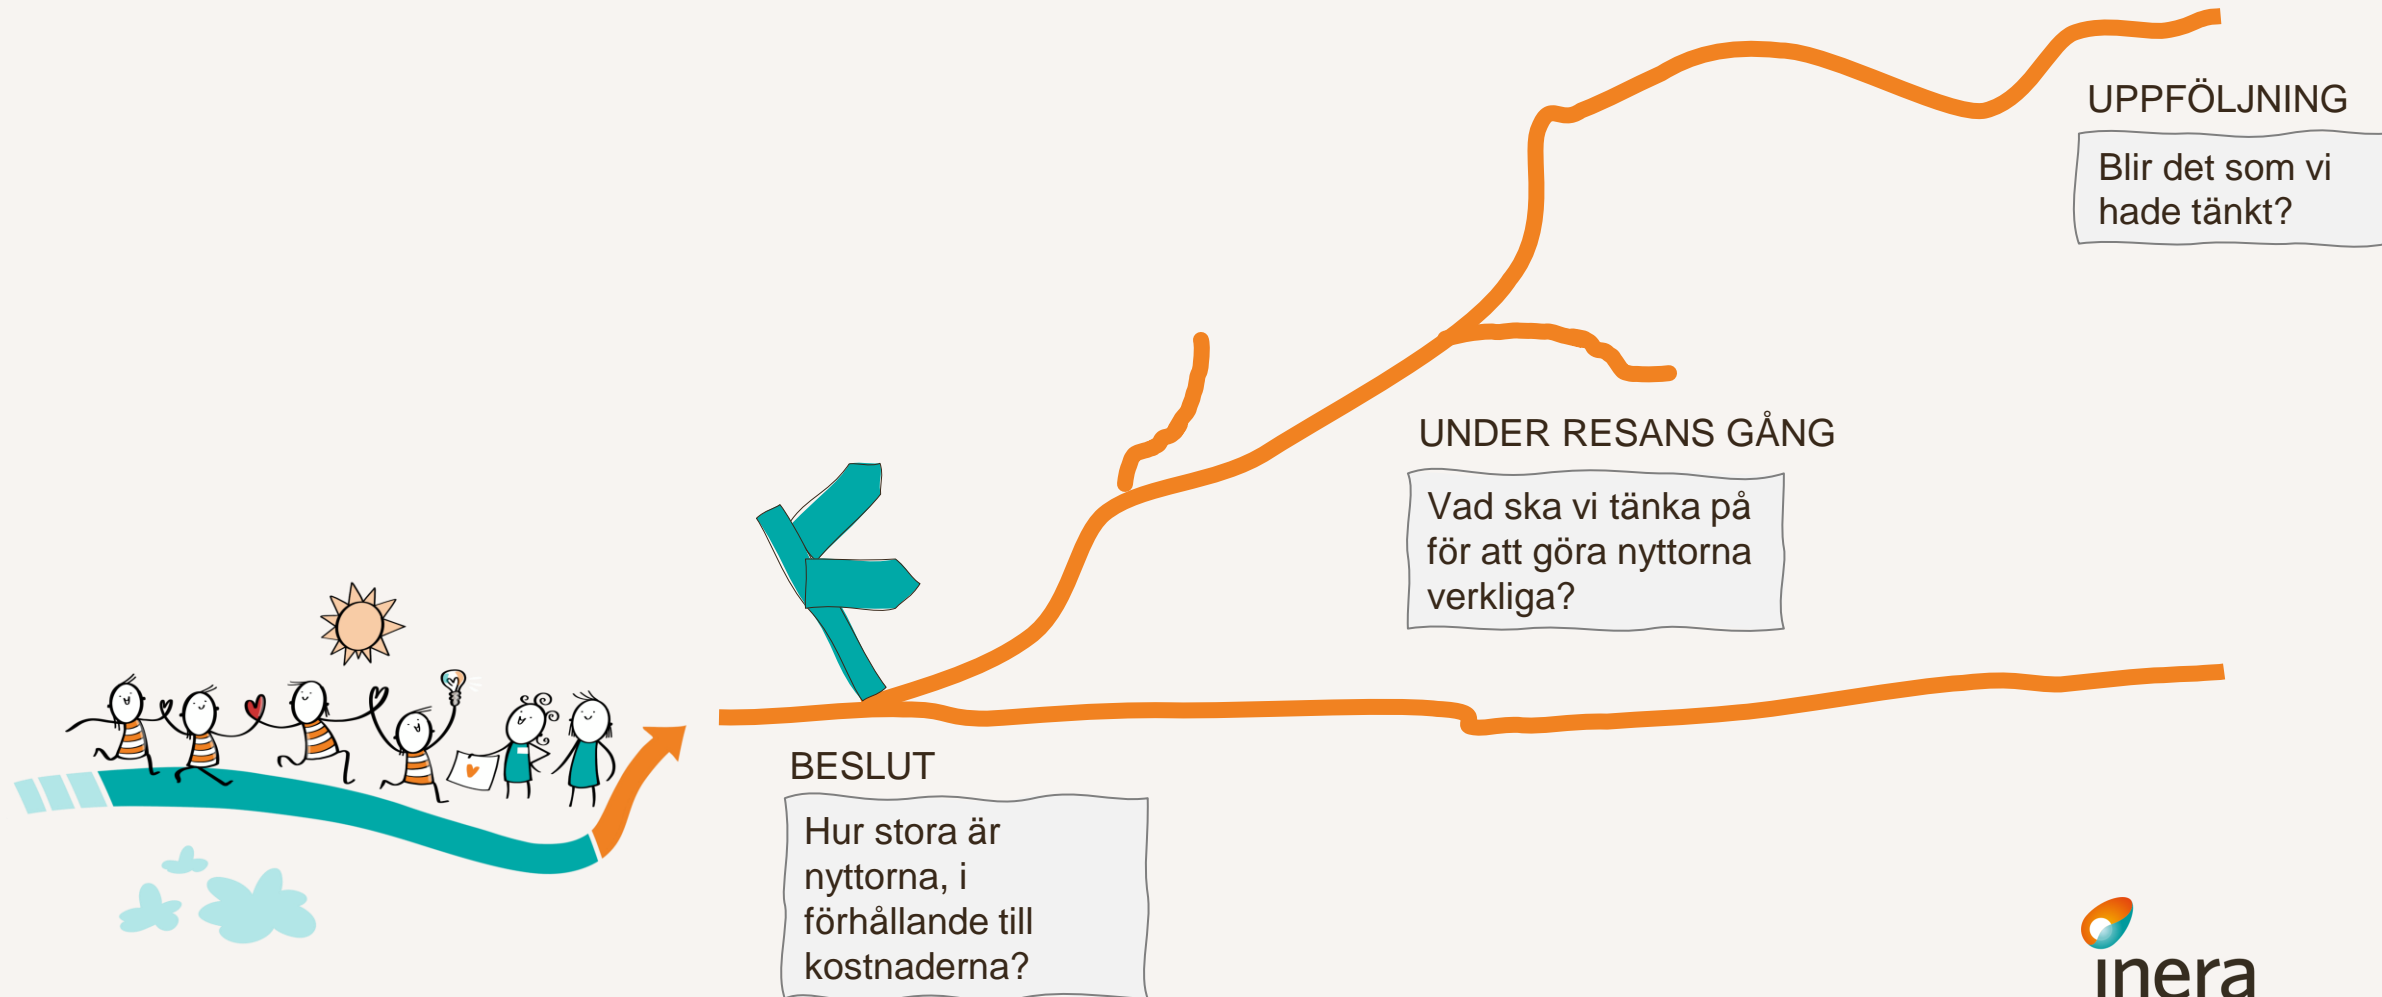 UPPFÖLJNING
Blir det som vi
hade tänkt?
UNDER RESANS GÅNG
Vad ska vi tänka på
för att göra nyttorna
verkliga?
BESLUT
Hur stora är
nyttorna, i
förhållande till
kostnaderna?
inera